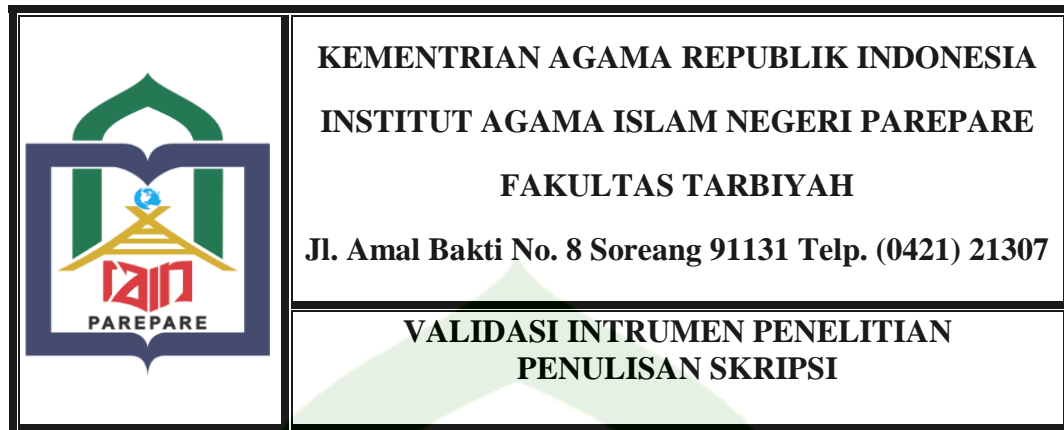 KEMENTRIAN AGAMA REPUBLIK INDONESIA
INSTITUT AGAMA ISLAM NEGERI PAREPARE
FAKULTAS TARBIYAH
Jl. Amal Bakti No. 8 Soreang 91131 Telp. (0421) 21307
iain
PAREPARE
VALIDASI INTRUMEN PENELITIAN
PENULISAN SKRIPSI